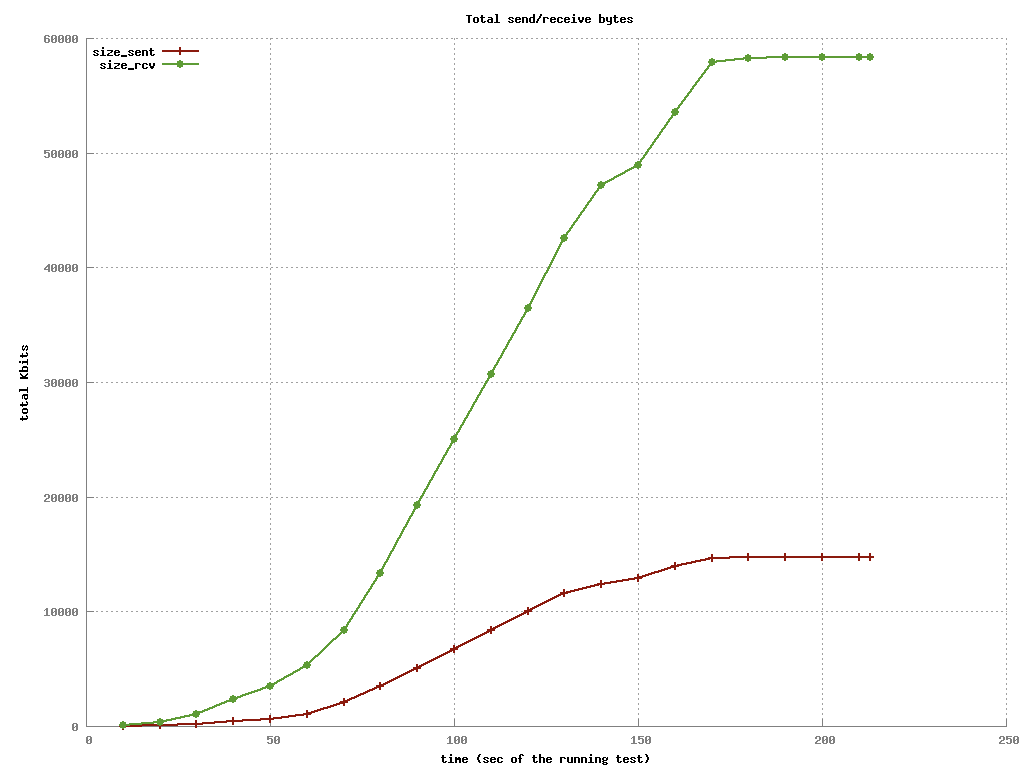 Total send/receive bytes
size_sent
size_rcv
60000
50000
40000
30000
20000
10000
0
total Kbits
0 50 100 150 200 250
time (sec of the running test)